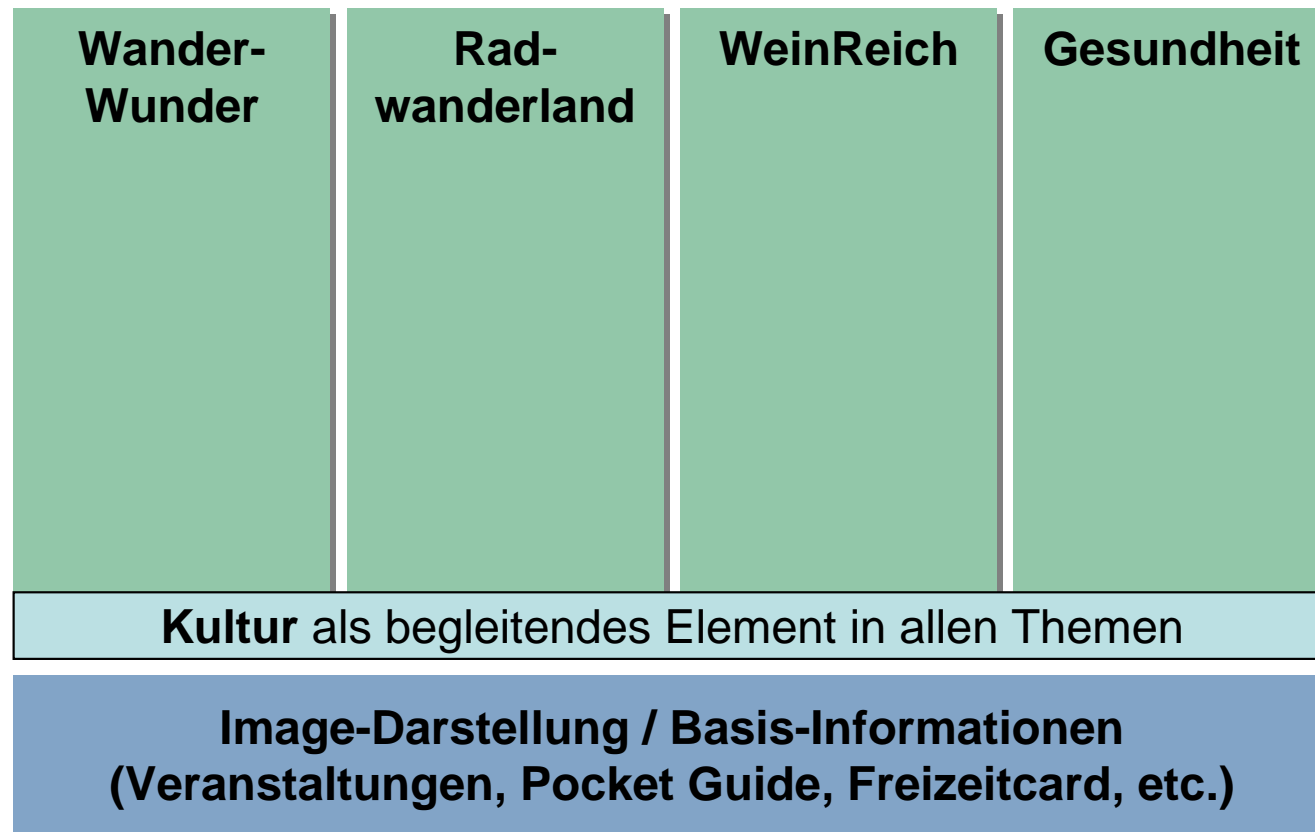 Wander-
Wunder
Rad-
wanderland
WeinReich
Gesundheit
Kultur als begleitendes Element in allen Themen
Image-Darstellung / Basis-Informationen
(Veranstaltungen, Pocket Guide, Freizeitcard, etc.)